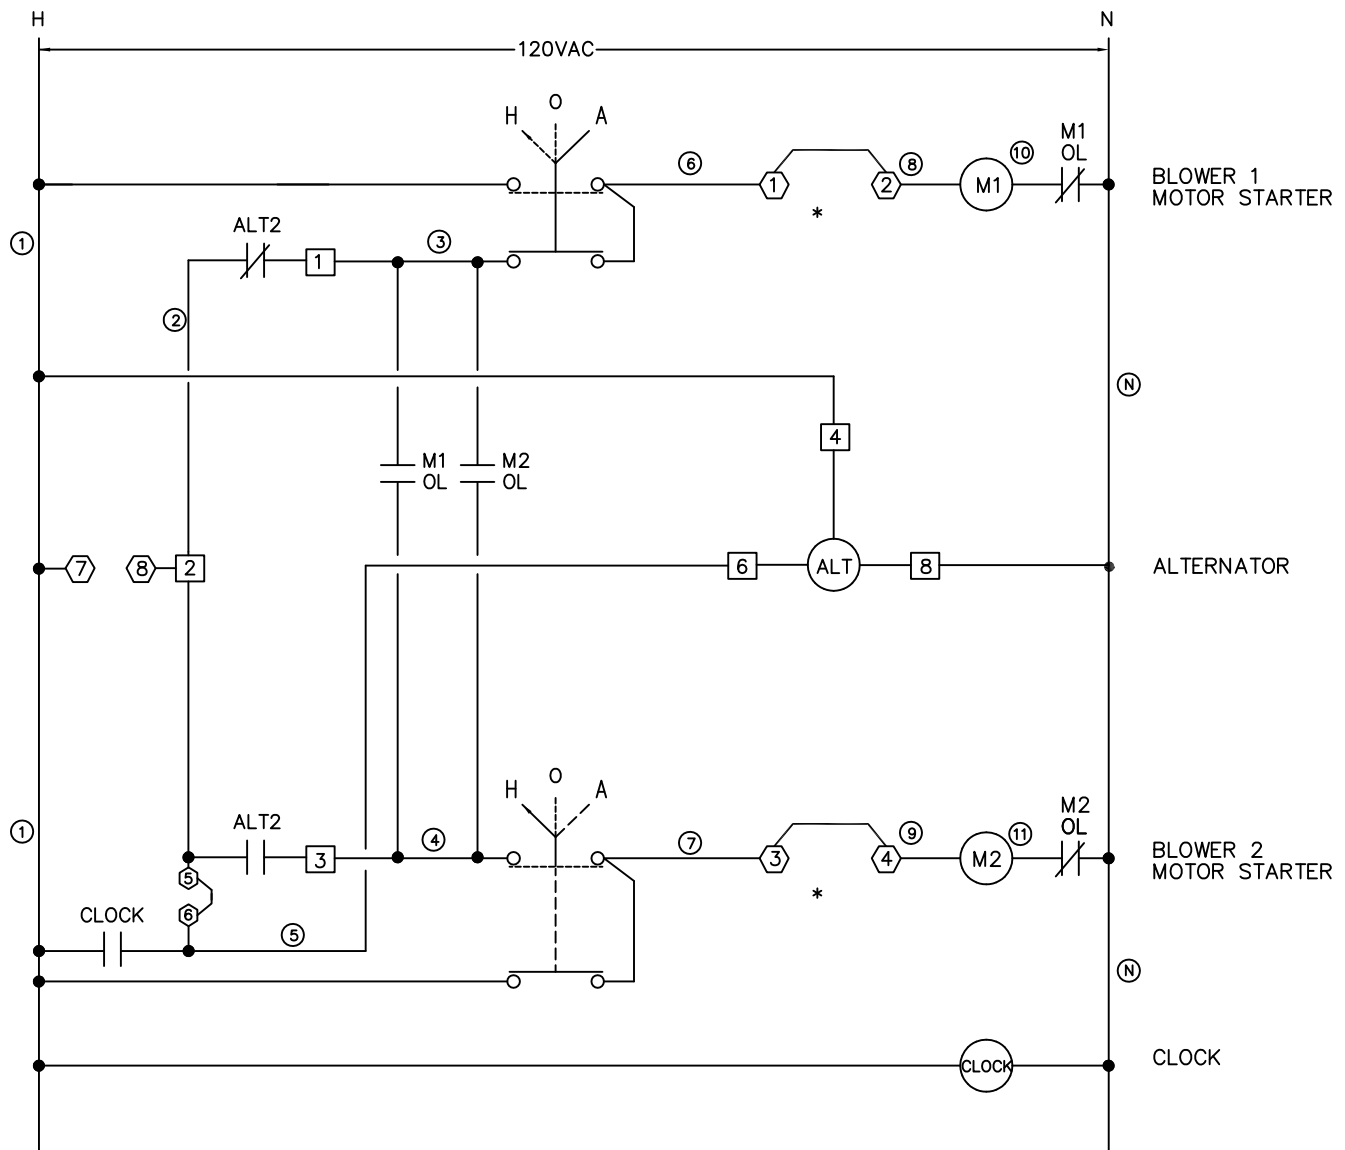 H
N
120VAC
O
H
A
M1
OL
6
1
2
8
M1
10
BLOWER 1
MOTOR STARTER
*
1
ALT2
1
3
2
N
4
M1
OL
M2
OL
7
8
2
6
ALT
8
ALTERNATOR
O
H
A
M2
OL
1
ALT2
3
4
7
3
4
9
M2
11
BLOWER 2
MOTOR STARTER
*
5
6
CLOCK
5
N
CLOCK
CLOCK